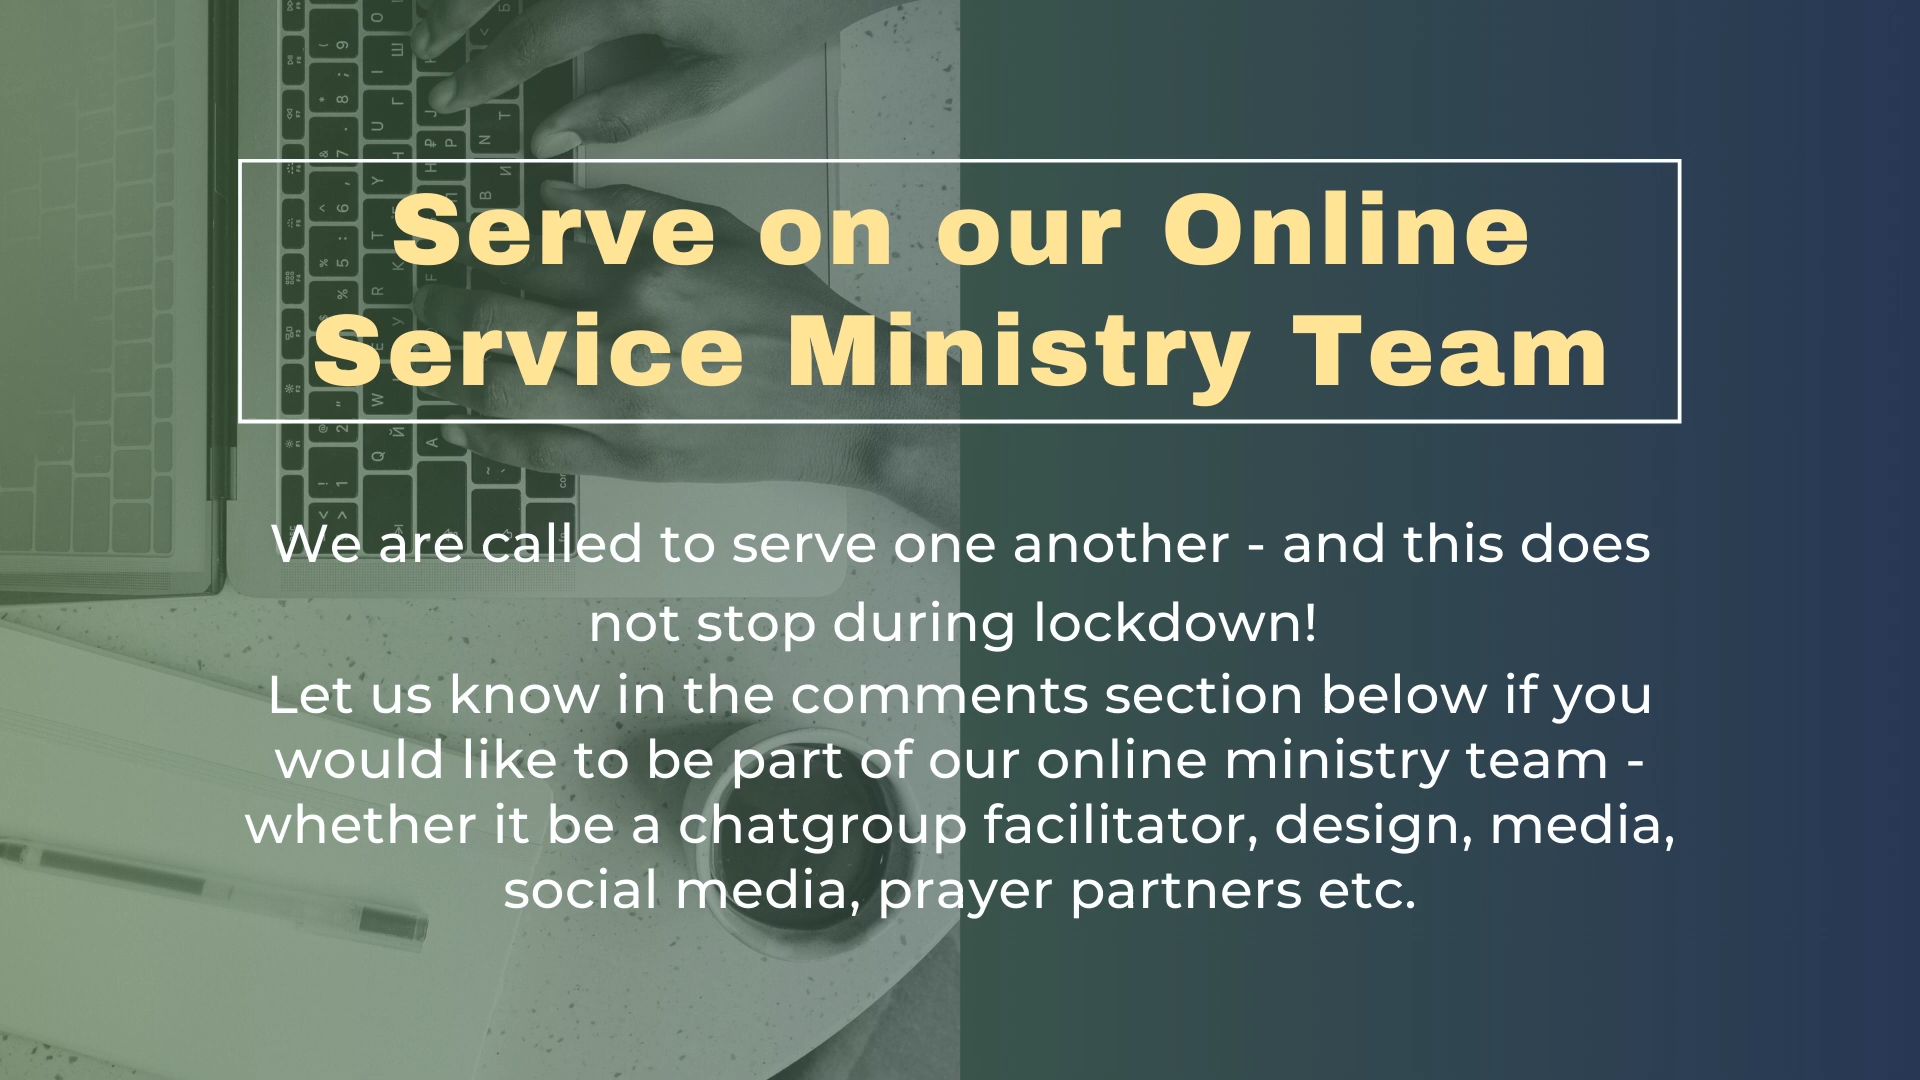 Serve on our Online
Service Ministry Team
We are called to serve one another - and this does
not stop during lockdown!
Let us know in the comments section below if you
would like to be part of our online ministry team -
whether it be a chatgroup facilitator, design, media,
social media, prayer partners etc.